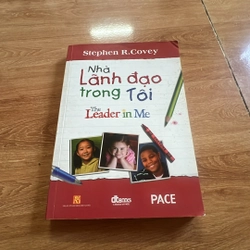 Stephen R.Covey
Nhà
Lãnh đạo
trong Tôi
The
Leader in Me
PACE